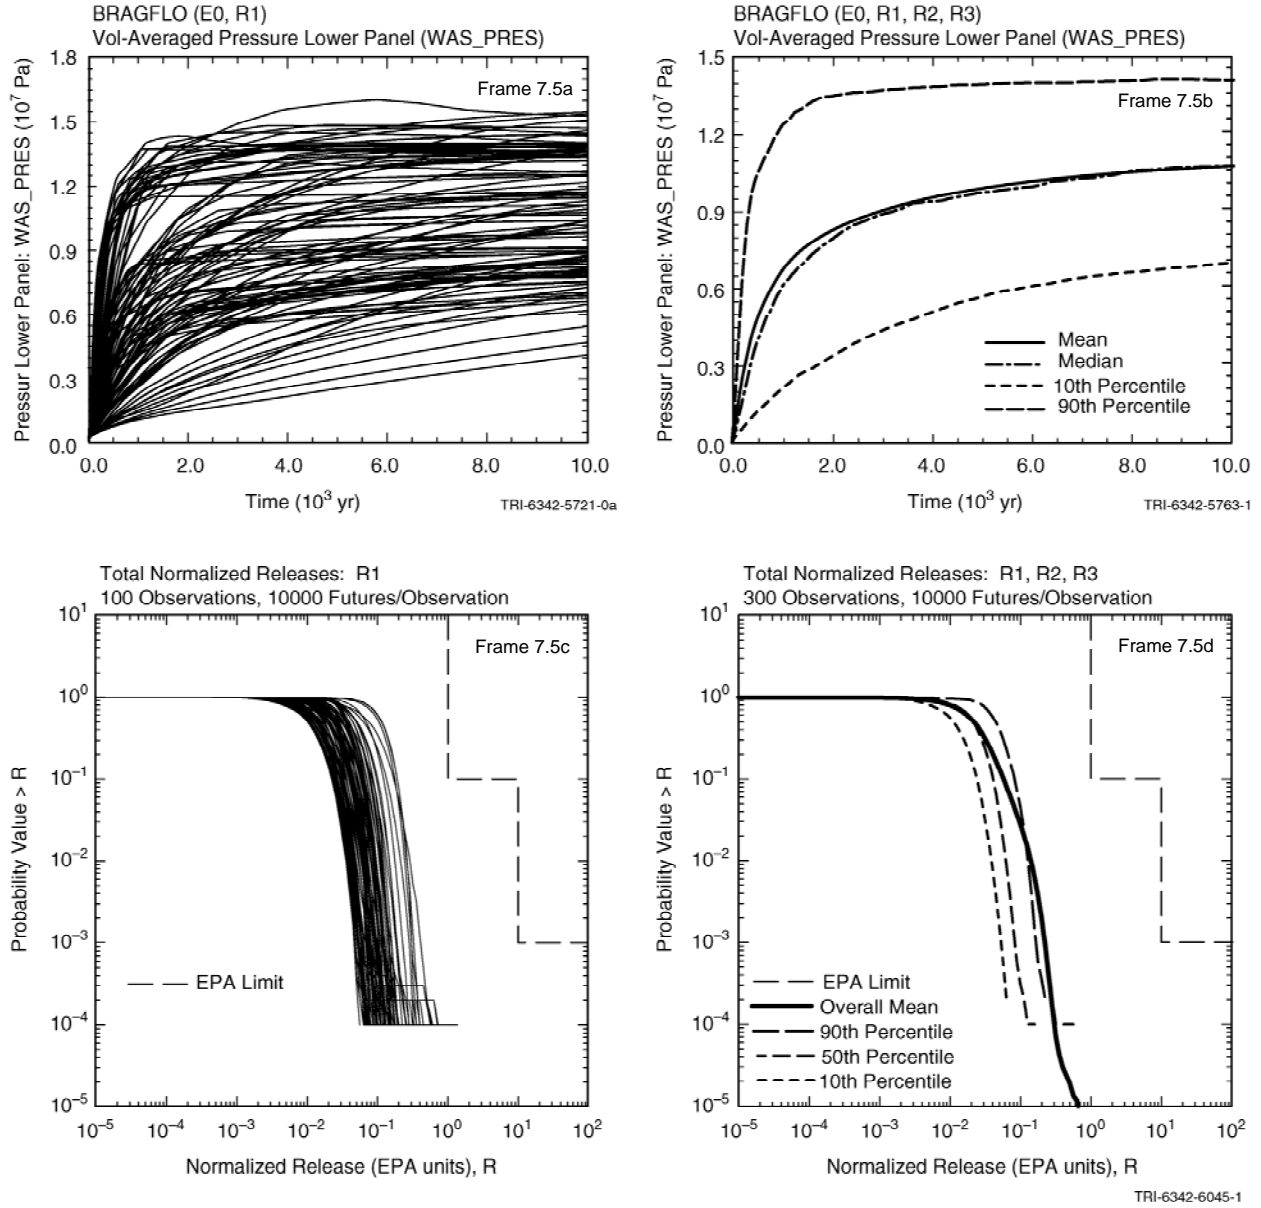 BRAGFLO (E0, R1)
Vol-Averaged Pressure Lower Panel (WAS_PRES)
Frame 7.5a
Pressur Lower Panel: WAS_PRES (10⁷ Pa)
1.8
1.5
1.2
0.9
0.6
0.3
0.0
0.0 2.0 4.0 6.0 8.0 10.0
Time (10³ yr)
TRI-6342-5721-0a
BRAGFLO (E0, R1, R2, R3)
Vol-Averaged Pressure Lower Panel (WAS_PRES)
Frame 7.5b
Pressur Lower Panel: WAS_PRES (10⁷ Pa)
1.5
1.2
0.9
0.6
0.3
0.0
Mean
Median
10th Percentile
90th Percentile
0.0 2.0 4.0 6.0 8.0 10.0
Time (10³ yr)
TRI-6342-5763-1
Total Normalized Releases: R1
100 Observations, 10000 Futures/Observation
Frame 7.5c
Probability Value > R
10¹
10⁰
10⁻¹
10⁻²
10⁻³
10⁻⁴
10⁻⁵
EPA Limit
10⁻⁵ 10⁻⁴ 10⁻³ 10⁻² 10⁻¹ 10⁰ 10¹ 10²
Normalized Release (EPA units), R
Total Normalized Releases: R1, R2, R3
300 Observations, 10000 Futures/Observation
Frame 7.5d
Probability Value > R
10¹
10⁰
10⁻¹
10⁻²
10⁻³
10⁻⁴
10⁻⁵
EPA Limit
Overall Mean
90th Percentile
50th Percentile
10th Percentile
10⁻⁵ 10⁻⁴ 10⁻³ 10⁻² 10⁻¹ 10⁰ 10¹ 10²
Normalized Release (EPA units), R
TRI-6342-6045-1